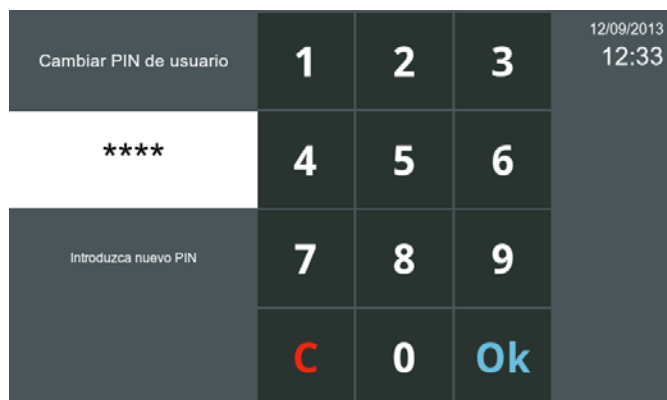 Cambiar PIN de usuario
1 2 3
12/09/2013
12:33
****
4 5 6
Introduzca nuevo PIN
7 8 9
C 0 Ok